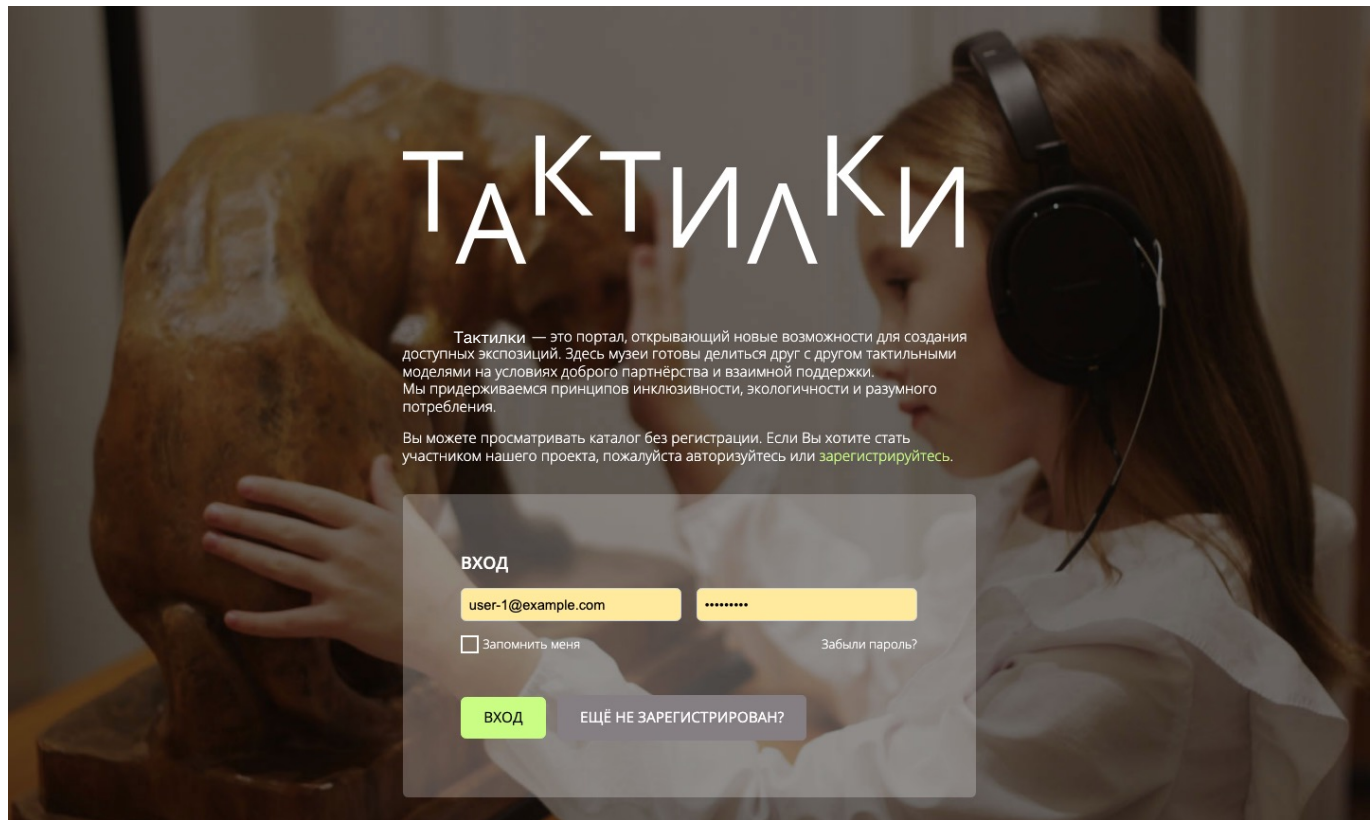 ТАКТИЛКИ
Тактилки — это портал, открывающий новые возможности для создания
доступных экспозиций. Здесь музеи готовы делиться друг с другом тактильными
моделями на условиях доброго партнёрства и взаимной поддержки.
Мы придерживаемся принципов инклюзивности, экологичности и разумного
потребления.
Вы можете просматривать каталог без регистрации. Если Вы хотите стать
участником нашего проекта, пожалуйста авторизуйтесь или зарегистрируйтесь.
ВХОД
user-1@example.com •••••••••
Запомнить меня Забыли пароль?
ВХОД ЕЩЁ НЕ ЗАРЕГИСТРИРОВАН?